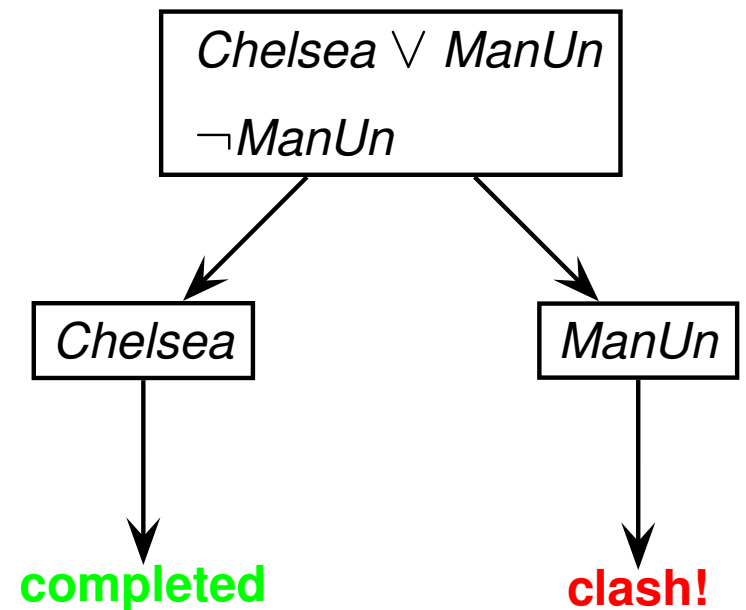 Chelsea ∨ ManUn
¬ManUn
Chelsea
ManUn
completed
clash!